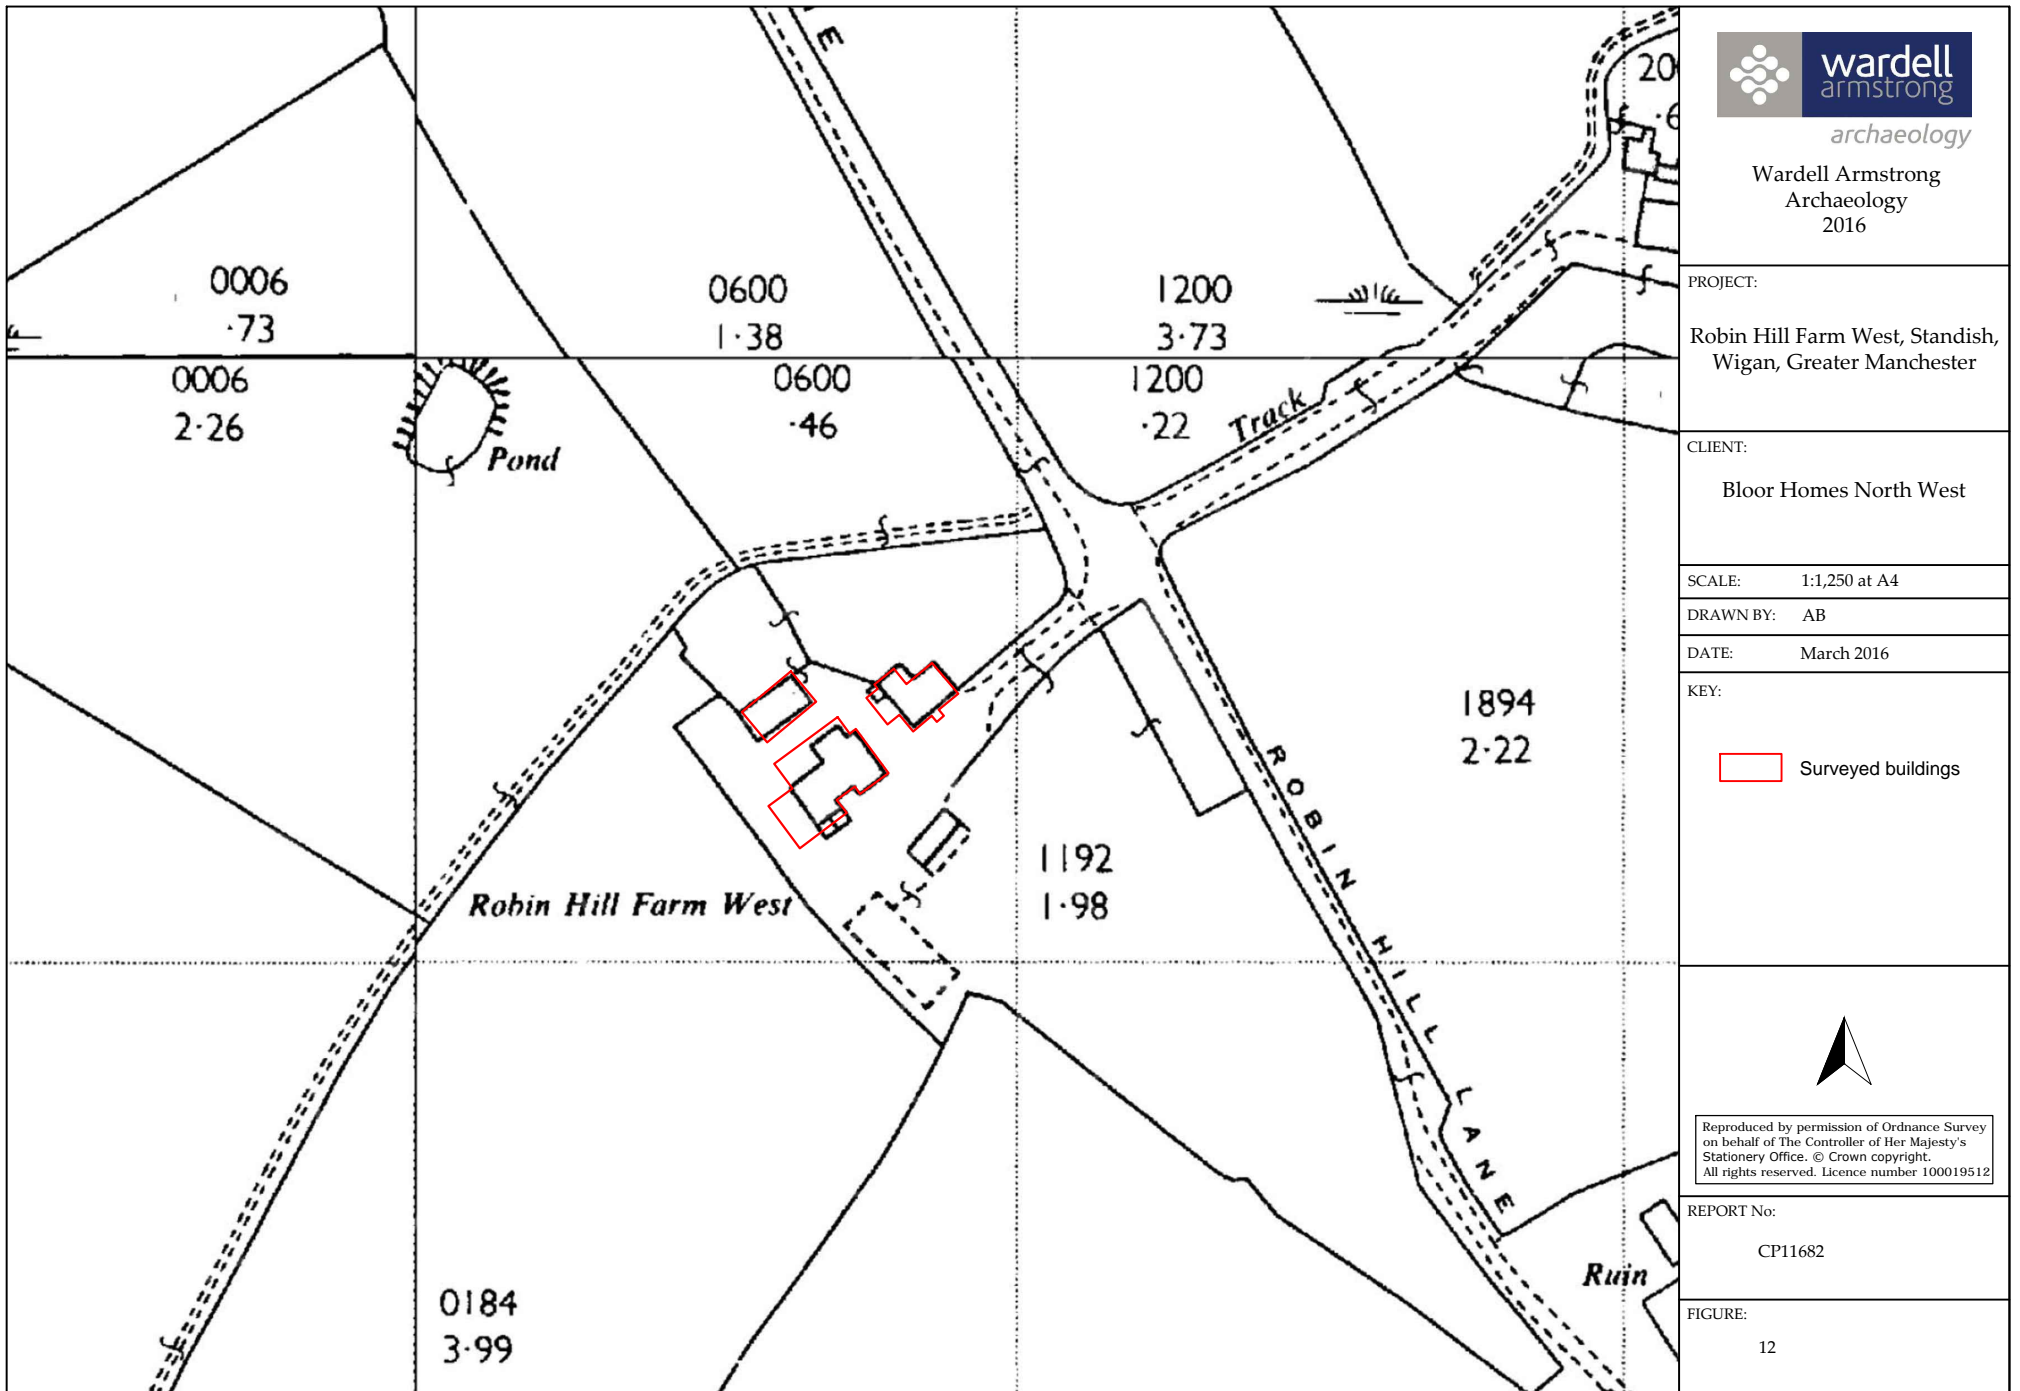 E
20
·6
0006
·73
0600
1·38
1200
3·73
0006
2·26
0600
·46
1200
·22
Track
Pond
1894
2·22
ROBIN HILL LANE
1192
1·98
Robin Hill Farm West
Ruin
0184
3·99
wardell
armstrong
archaeology
Wardell Armstrong
Archaeology
2016
PROJECT:
Robin Hill Farm West, Standish,
Wigan, Greater Manchester
CLIENT:
Bloor Homes North West
SCALE: 1:1,250 at A4
DRAWN BY: AB
DATE: March 2016
KEY:
Surveyed buildings
Reproduced by permission of Ordnance Survey
on behalf of The Controller of Her Majesty's
Stationery Office. © Crown copyright.
All rights reserved. Licence number 100019512
REPORT No:
CP11682
FIGURE:
12